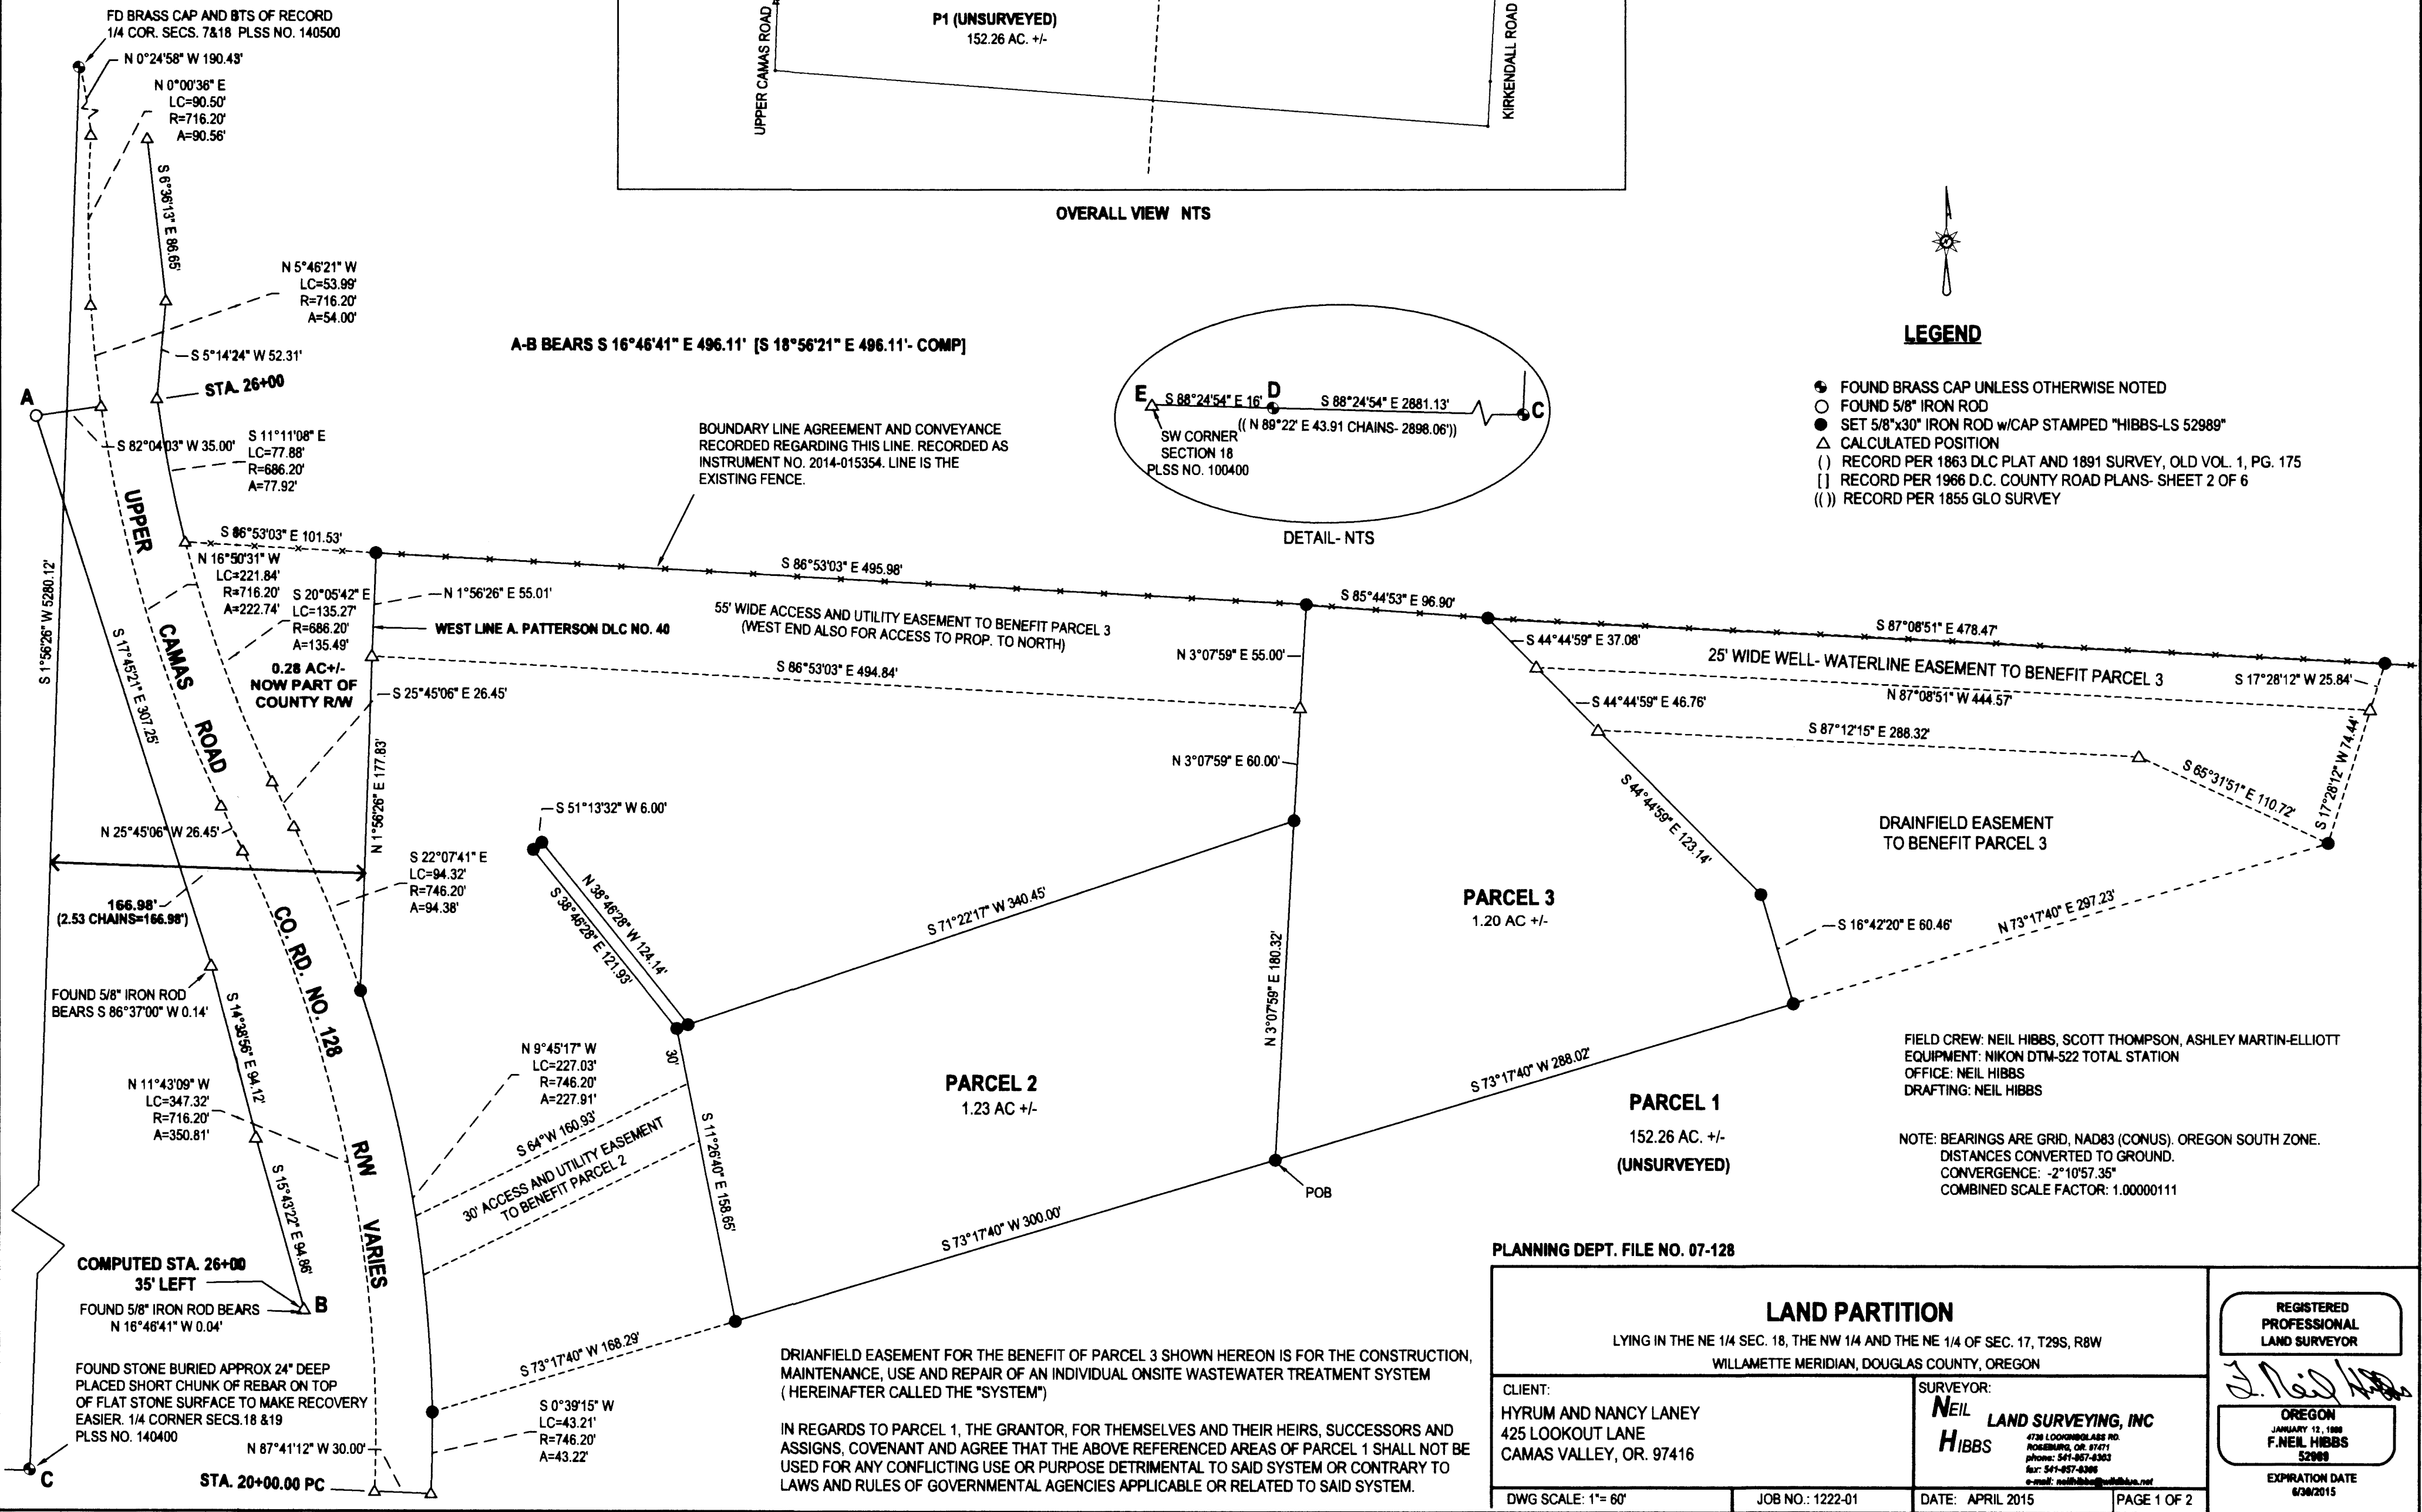 FD BRASS CAP AND BTS OF RECORD
1/4 COR. SECS. 7&18 PLSS NO. 140500
N 0°24'58" W 190.43'
N 0°00'36" E
LC=90.50'
R=716.20'
A=90.56'
S 6°36'13" E 86.65'
N 5°46'21" W
LC=53.99'
R=716.20'
A=54.00'
S 5°14'24" W 52.31'
STA. 26+00
A
S 82°04'03" W 35.00'
S 11°11'08" E
LC=77.88'
R=686.20'
A=77.92'
UPPER CAMAS ROAD
P1 (UNSURVEYED)
152.26 AC. +/-
KIRKENDALL ROAD
OVERALL VIEW NTS
A-B BEARS S 16°46'41" E 496.11' [S 18°56'21" E 496.11'- COMP]
BOUNDARY LINE AGREEMENT AND CONVEYANCE
RECORDED REGARDING THIS LINE. RECORDED AS
INSTRUMENT NO. 2014-015354. LINE IS THE
EXISTING FENCE.
E
S 88°24'54" E 16'
D
S 88°24'54" E 2881.13'
C
(( N 89°22' E 43.91 CHAINS- 2898.06'))
SW CORNER
SECTION 18
PLSS NO. 100400
DETAIL- NTS
LEGEND
FOUND BRASS CAP UNLESS OTHERWISE NOTED
FOUND 5/8" IRON ROD
SET 5/8"x30" IRON ROD w/CAP STAMPED "HIBBS-LS 52989"
CALCULATED POSITION
( ) RECORD PER 1863 DLC PLAT AND 1891 SURVEY, OLD VOL. 1, PG. 175
[ ] RECORD PER 1966 D.C. COUNTY ROAD PLANS- SHEET 2 OF 6
(( )) RECORD PER 1855 GLO SURVEY
S 1°56'26" W 5280.12'
UPPER CAMAS ROAD CO. RD. NO. 128 R/W VARIES
S 86°53'03" E 101.53'
N 16°50'31" W
LC=221.84'
R=716.20'
A=222.74'
S 20°05'42" E
LC=135.27'
R=686.20'
A=135.49'
0.28 AC+/-
NOW PART OF
COUNTY R/W
N 1°56'26" E 55.01'
WEST LINE A. PATTERSON DLC NO. 40
S 86°53'03" E 495.98'
55' WIDE ACCESS AND UTILITY EASEMENT TO BENEFIT PARCEL 3
(WEST END ALSO FOR ACCESS TO PROP. TO NORTH)
S 86°53'03" E 494.84'
S 85°44'53" E 96.90'
S 87°08'51" E 478.47'
S 44°44'59" E 37.08'
25' WIDE WELL- WATERLINE EASEMENT TO BENEFIT PARCEL 3
N 87°08'51" W 444.57'
S 17°28'12" W 25.84'
S 44°44'59" E 46.76'
S 87°12'15" E 288.32'
S 65°31'51" E 110.72'
S 17°28'12" W 74.44'
N 3°07'59" E 55.00'
N 3°07'59" E 60.00'
S 17°45'21" E 307.25'
S 25°45'06" E 26.45'
N 1°56'26" E 177.83'
N 25°45'06" W 26.45'
S 22°07'41" E
LC=94.32'
R=746.20'
A=94.38'
166.98'
(2.53 CHAINS=166.98')
S 51°13'32" W 6.00'
N 38°46'28" W 124.14'
S 38°46'28" E 121.93'
S 71°22'17" W 340.45'
N 3°07'59" E 180.32'
S 44°44'59" E 123.14'
DRAINFIELD EASEMENT
TO BENEFIT PARCEL 3
PARCEL 3
1.20 AC +/-
S 16°42'20" E 60.46'
N 73°17'40" E 297.23'
FOUND 5/8" IRON ROD
BEARS S 86°37'00" W 0.14'
S 14°38'56" E 94.12'
N 11°43'09" W
LC=347.32'
R=716.20'
A=350.81'
S 15°43'22" E 94.86'
N 9°45'17" W
LC=227.03'
R=746.20'
A=227.91'
30'
S 64° W 160.93'
30' ACCESS AND UTILITY EASEMENT
TO BENEFIT PARCEL 2
S 11°26'40" E 158.65'
PARCEL 2
1.23 AC +/-
S 73°17'40" W 288.02'
S 73°17'40" W 300.00'
POB
PARCEL 1
152.26 AC. +/-
(UNSURVEYED)
FIELD CREW: NEIL HIBBS, SCOTT THOMPSON, ASHLEY MARTIN-ELLIOTT
EQUIPMENT: NIKON DTM-522 TOTAL STATION
OFFICE: NEIL HIBBS
DRAFTING: NEIL HIBBS
NOTE: BEARINGS ARE GRID, NAD83 (CONUS). OREGON SOUTH ZONE.
DISTANCES CONVERTED TO GROUND.
CONVERGENCE: -2°10'57.35"
COMBINED SCALE FACTOR: 1.00000111
COMPUTED STA. 26+00
35' LEFT
B
FOUND 5/8" IRON ROD BEARS
N 16°46'41" W 0.04'
FOUND STONE BURIED APPROX 24" DEEP
PLACED SHORT CHUNK OF REBAR ON TOP
OF FLAT STONE SURFACE TO MAKE RECOVERY
EASIER. 1/4 CORNER SECS.18 &19
PLSS NO. 140400
C
N 87°41'12" W 30.00'
STA. 20+00.00 PC
S 73°17'40" W 168.29'
S 0°39'15" W
LC=43.21'
R=746.20'
A=43.22'
DRIANFIELD EASEMENT FOR THE BENEFIT OF PARCEL 3 SHOWN HEREON IS FOR THE CONSTRUCTION,
MAINTENANCE, USE AND REPAIR OF AN INDIVIDUAL ONSITE WASTEWATER TREATMENT SYSTEM
( HEREINAFTER CALLED THE "SYSTEM")
IN REGARDS TO PARCEL 1, THE GRANTOR, FOR THEMSELVES AND THEIR HEIRS, SUCCESSORS AND
ASSIGNS, COVENANT AND AGREE THAT THE ABOVE REFERENCED AREAS OF PARCEL 1 SHALL NOT BE
USED FOR ANY CONFLICTING USE OR PURPOSE DETRIMENTAL TO SAID SYSTEM OR CONTRARY TO
LAWS AND RULES OF GOVERNMENTAL AGENCIES APPLICABLE OR RELATED TO SAID SYSTEM.
PLANNING DEPT. FILE NO. 07-128
LAND PARTITION
LYING IN THE NE 1/4 SEC. 18, THE NW 1/4 AND THE NE 1/4 OF SEC. 17, T29S, R8W
WILLAMETTE MERIDIAN, DOUGLAS COUNTY, OREGON
CLIENT:
HYRUM AND NANCY LANEY
425 LOOKOUT LANE
CAMAS VALLEY, OR. 97416
SURVEYOR:
NEIL
HIBBS
LAND SURVEYING, INC
4738 LOOKINGGLASS RD.
ROSEBURG, OR. 97471
phone: 541-957-8363
fax: 541-957-8366
e-mail: neilhibbs@wildblue.net
DWG SCALE: 1"= 60'
JOB NO.: 1222-01
DATE: APRIL 2015
PAGE 1 OF 2
REGISTERED
PROFESSIONAL
LAND SURVEYOR
F. Neil Hibbs
OREGON
JANUARY 12, 1988
F.NEIL HIBBS
52989
EXPIRATION DATE
6/30/2015